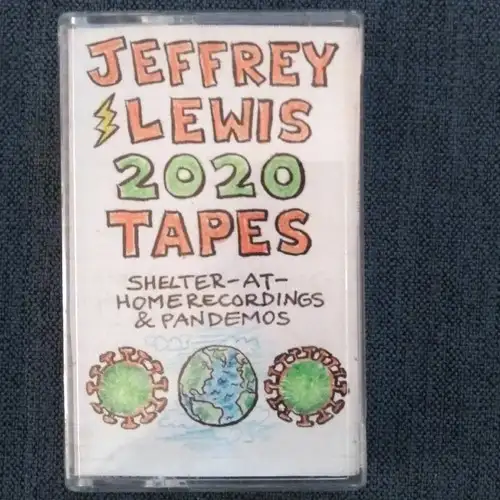 JEFFREY
LEWIS
2020
TAPES
SHELTER-AT-
HOMERECORDINGS
& PANDEMOS